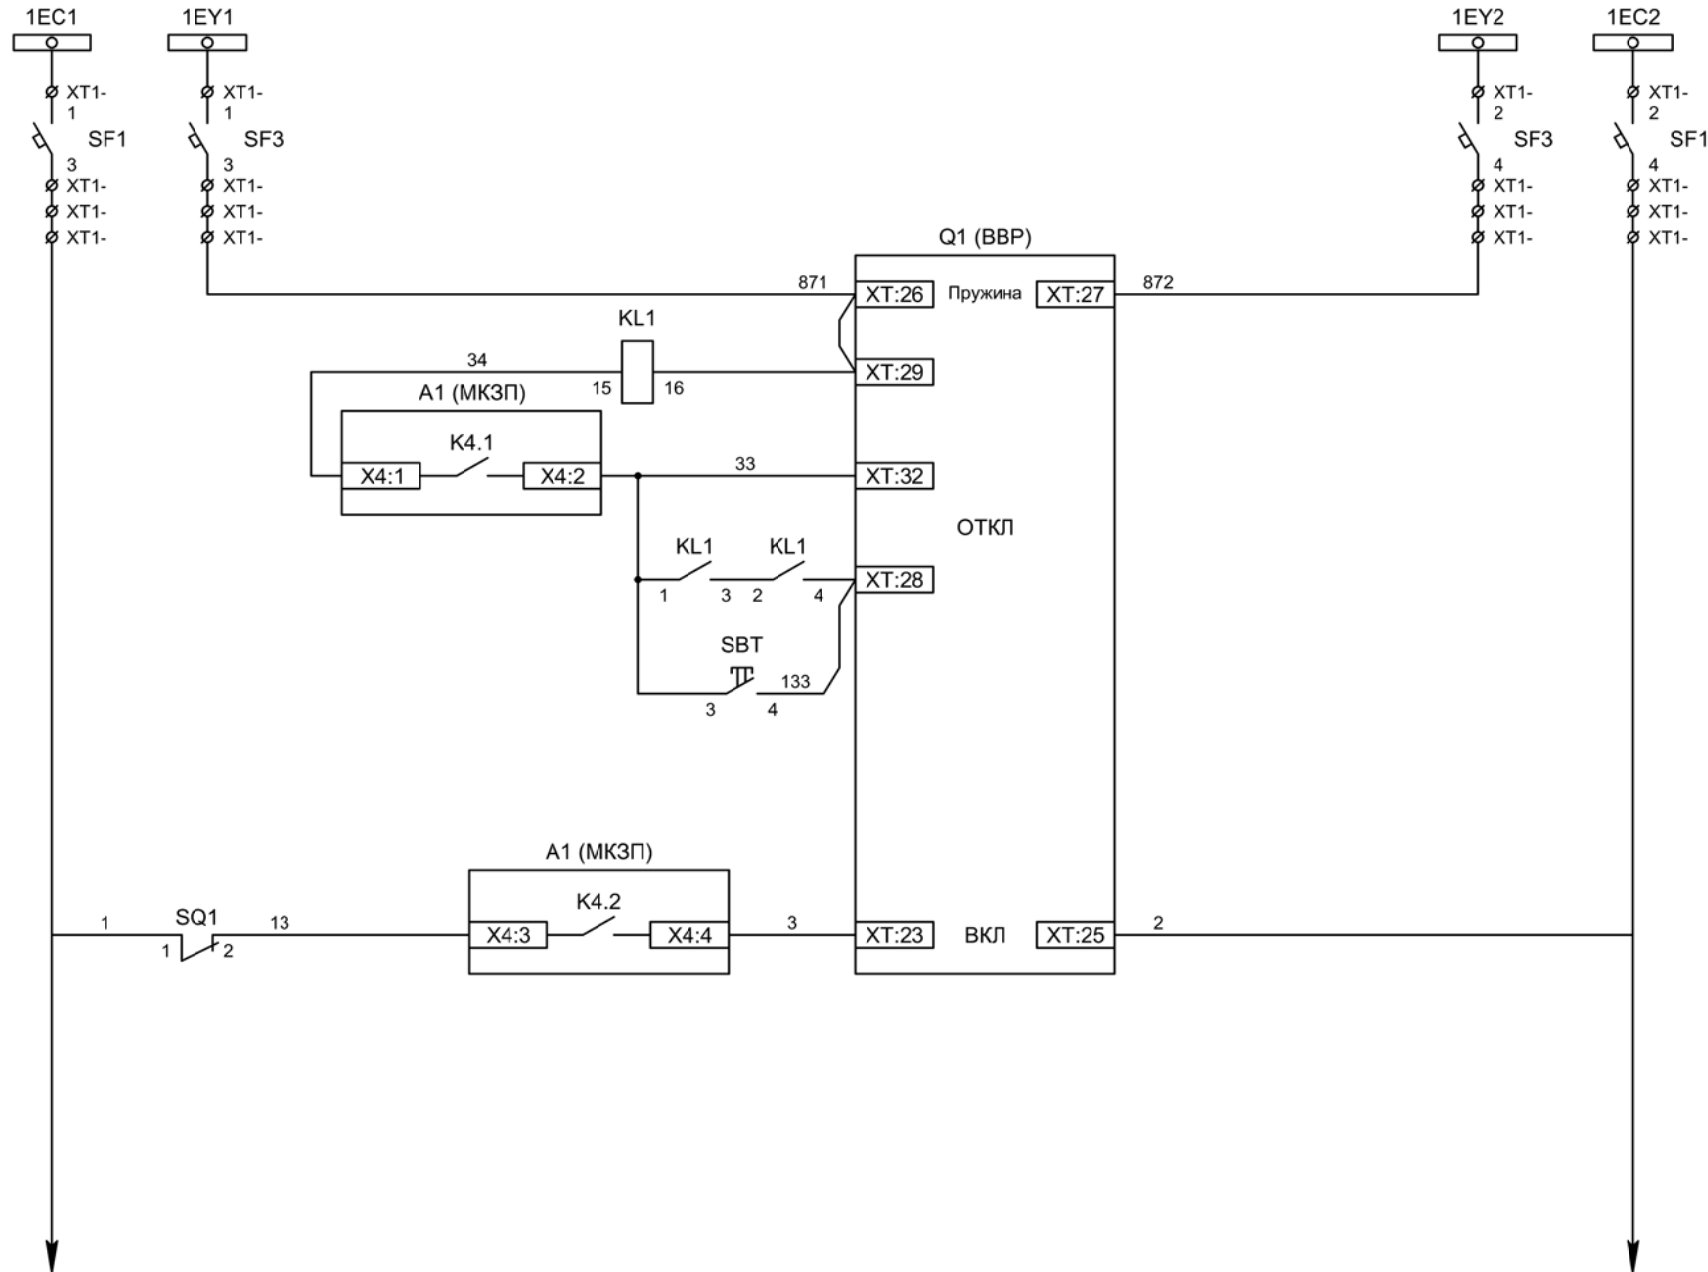 1EC1 1EY1 1EY2 1EC2
XT1- XT1- XT1- XT1-
1 1 2 2
SF1 SF3 SF3 SF1
3 3 4 4
XT1- XT1- XT1- XT1-
XT1- XT1- XT1- XT1-
XT1- XT1- Q1 (ВВР) XT1- XT1-
871 872
XT:26 Пружина XT:27
KL1
34
15 16
XT:29
A1 (МКЗП)
K4.1
33
X4:1 X4:2 XT:32
ОТКЛ
KL1 KL1
XT:28
1 3 2 4
SBT
133
3 4
A1 (МКЗП)
K4.2
1 SQ1 13 3 2
X4:3 X4:4 XT:23 ВКЛ XT:25
1 2